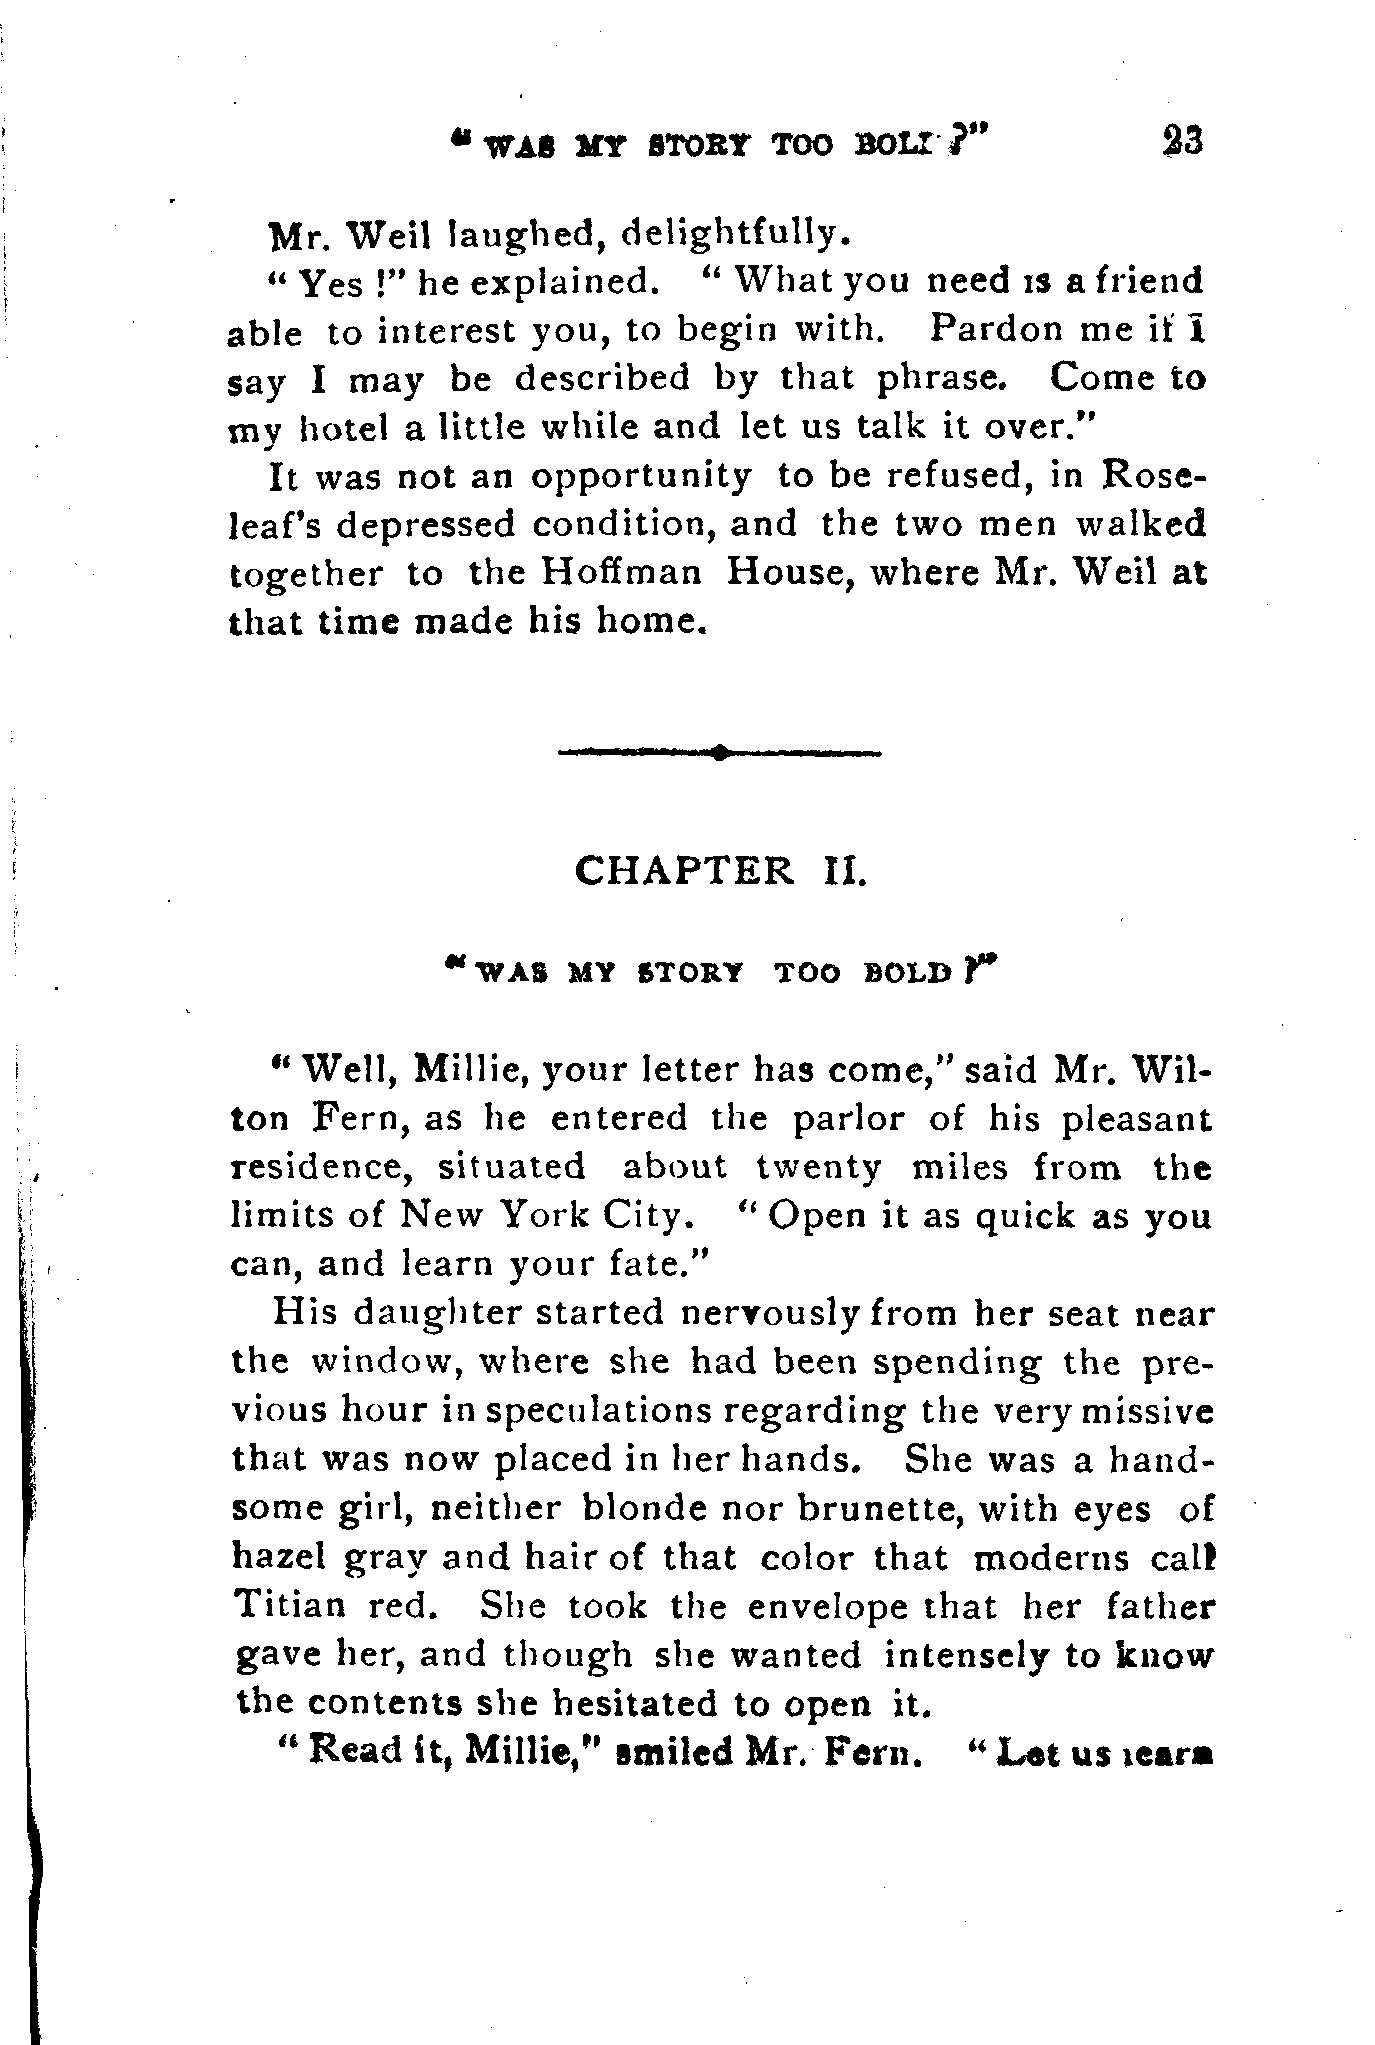 "WAS MY STORY TOO BOLD?" 23
Mr. Weil laughed, delightfully.
"Yes!" he explained. "What you need is a friend
able to interest you, to begin with. Pardon me if I
say I may be described by that phrase. Come to
my hotel a little while and let us talk it over."
It was not an opportunity to be refused, in Rose-
leaf's depressed condition, and the two men walked
together to the Hoffman House, where Mr. Weil at
that time made his home.
CHAPTER II.
"WAS MY STORY TOO BOLD?"
"Well, Millie, your letter has come," said Mr. Wil-
ton Fern, as he entered the parlor of his pleasant
residence, situated about twenty miles from the
limits of New York City. "Open it as quick as you
can, and learn your fate."
His daughter started nervously from her seat near
the window, where she had been spending the pre-
vious hour in speculations regarding the very missive
that was now placed in her hands. She was a hand-
some girl, neither blonde nor brunette, with eyes of
hazel gray and hair of that color that moderns call
Titian red. She took the envelope that her father
gave her, and though she wanted intensely to know
the contents she hesitated to open it.
"Read it, Millie," smiled Mr. Fern. "Let us learn